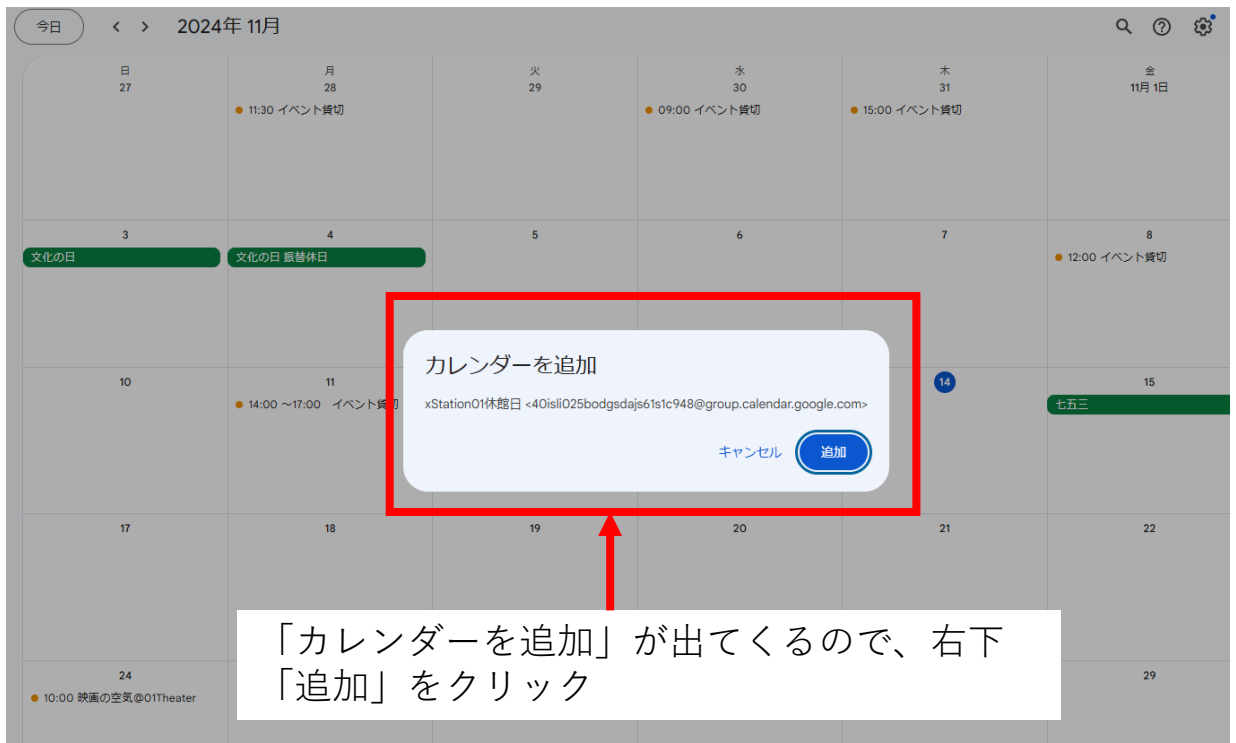 今日 < > 2024年 11月
日 月 火 水 木 金
27 28 29 30 31 11月 1日
11:30 イベント貸切 09:00 イベント貸切 15:00 イベント貸切
3 4 5 6 7 8
文化の日 文化の日 振替休日 12:00 イベント貸切
カレンダーを追加
10 11 14 15
14:00 ～17:00 イベント貸切 xStation01休館日 <40isli025bodgsdajs61s1c948@group.calendar.google.com> 七五三
キャンセル 追加
17 18 19 20 21 22
「カレンダーを追加」が出てくるので、右下
「追加」をクリック
24 29
10:00 映画の空気@01Theater